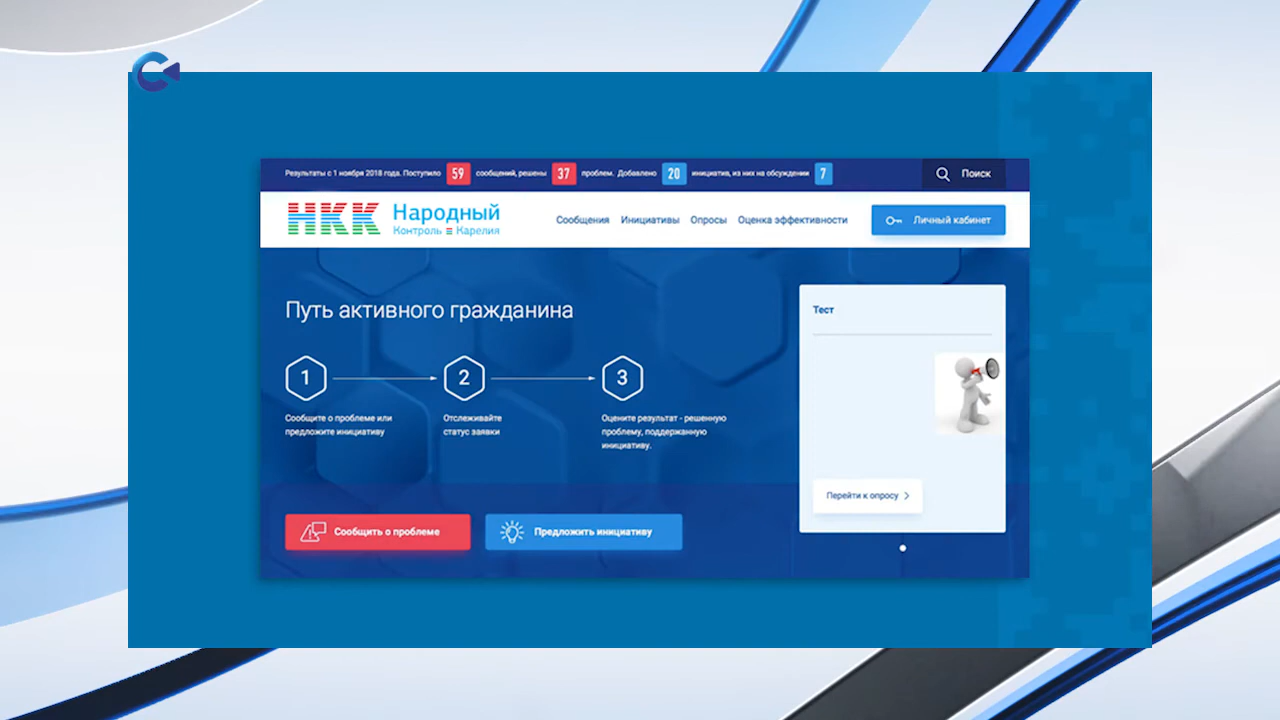 Результаты с 1 ноября 2018 года. Поступило 59 сообщений, решены 37 проблем. Добавлено 20 инициатив, из них на обсуждении 7
Поиск
НКК Народный
Контроль Карелия
Сообщения Инициативы Опросы Оценка эффективности
Личный кабинет
Путь активного гражданина
Тест
1 2 3
Сообщите о проблеме или
предложите инициативу
Отслеживайте
статус заявки
Оцените результат - решенную
проблему, поддержанную
инициативу.
Перейти к опросу
Сообщить о проблеме
Предложить инициативу